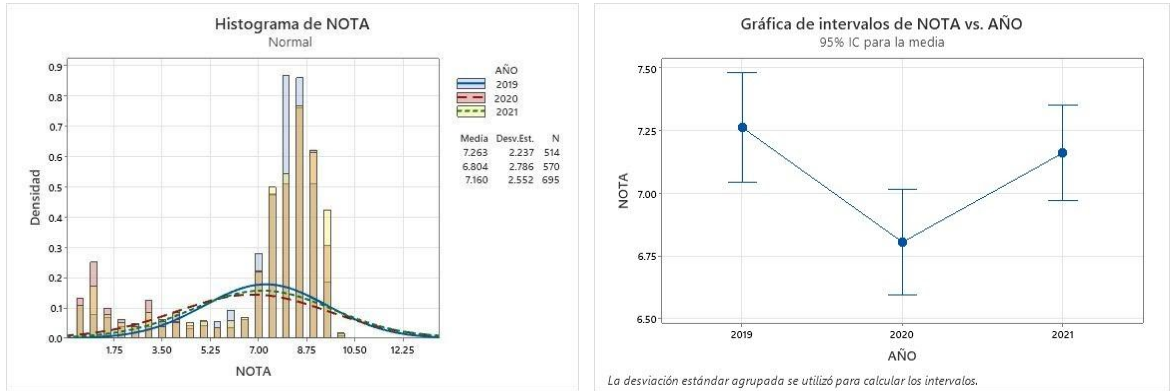 Histograma de NOTA
Normal
0.9
0.8
0.7
0.6
0.5
0.4
0.3
0.2
0.1
0.0
Densidad
1.75 3.50 5.25 7.00 8.75 10.50 12.25
NOTA
AÑO
2019
2020
2021
Media Desv.Est. N
7.263 2.237 514
6.804 2.786 570
7.160 2.552 695
Gráfica de intervalos de NOTA vs. AÑO
95% IC para la media
7.50
7.25
7.00
6.75
6.50
NOTA
2019 2020 2021
AÑO
La desviación estándar agrupada se utilizó para calcular los intervalos.